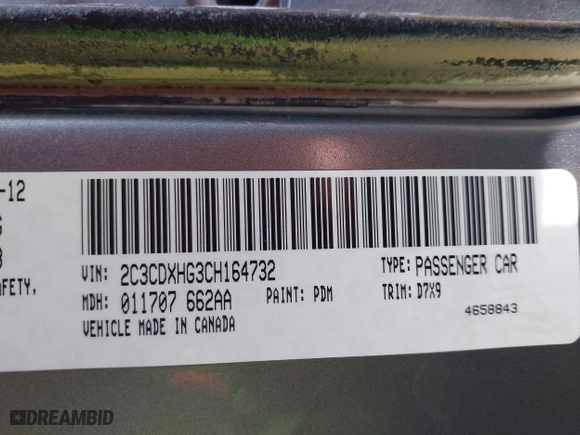 -12
VIN: 2C3CDXHG3CH164732 TYPE: PASSENGER CAR
AFETY,
MDH: 011707 662AA PAINT: PDM TRIM: D7X9
VEHICLE MADE IN CANADA 4658843
DREAMBID